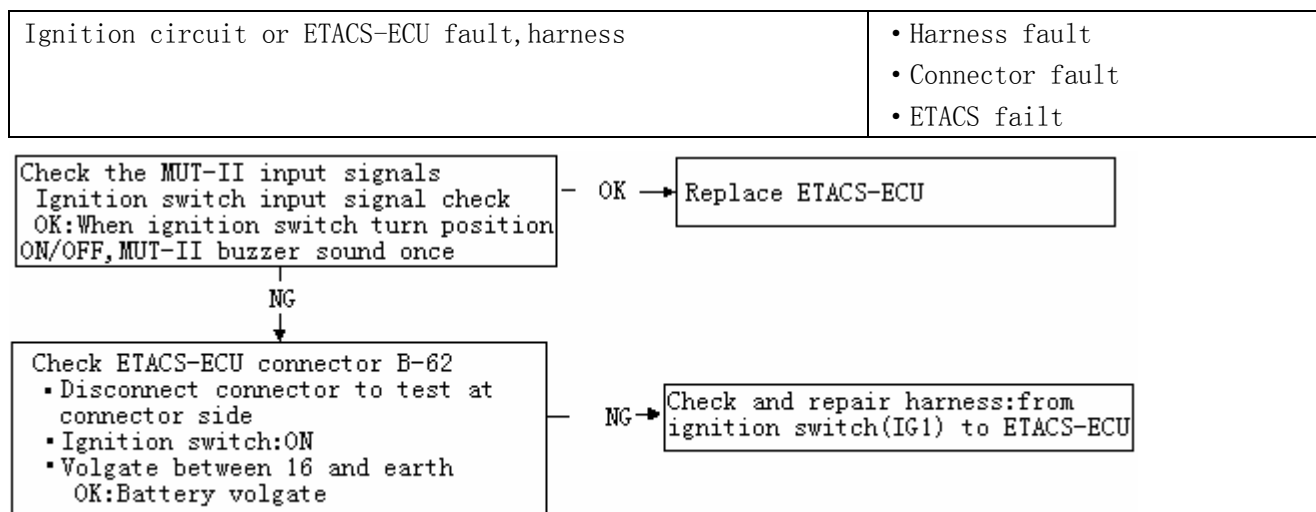 Ignition circuit or ETACS-ECU fault,harness
• Harness fault
• Connector fault
• ETACS failt
Check the MUT-II input signals
Ignition switch input signal check
OK:When ignition switch turn position
ON/OFF,MUT-II buzzer sound once
OK
Replace ETACS-ECU
NG
Check ETACS-ECU connector B-62
▪ Disconnect connector to test at
connector side
▪ Ignition switch:ON
▪ Volgate between 16 and earth
OK:Battery volgate
NG
Check and repair harness:from
ignition switch(IG1) to ETACS-ECU